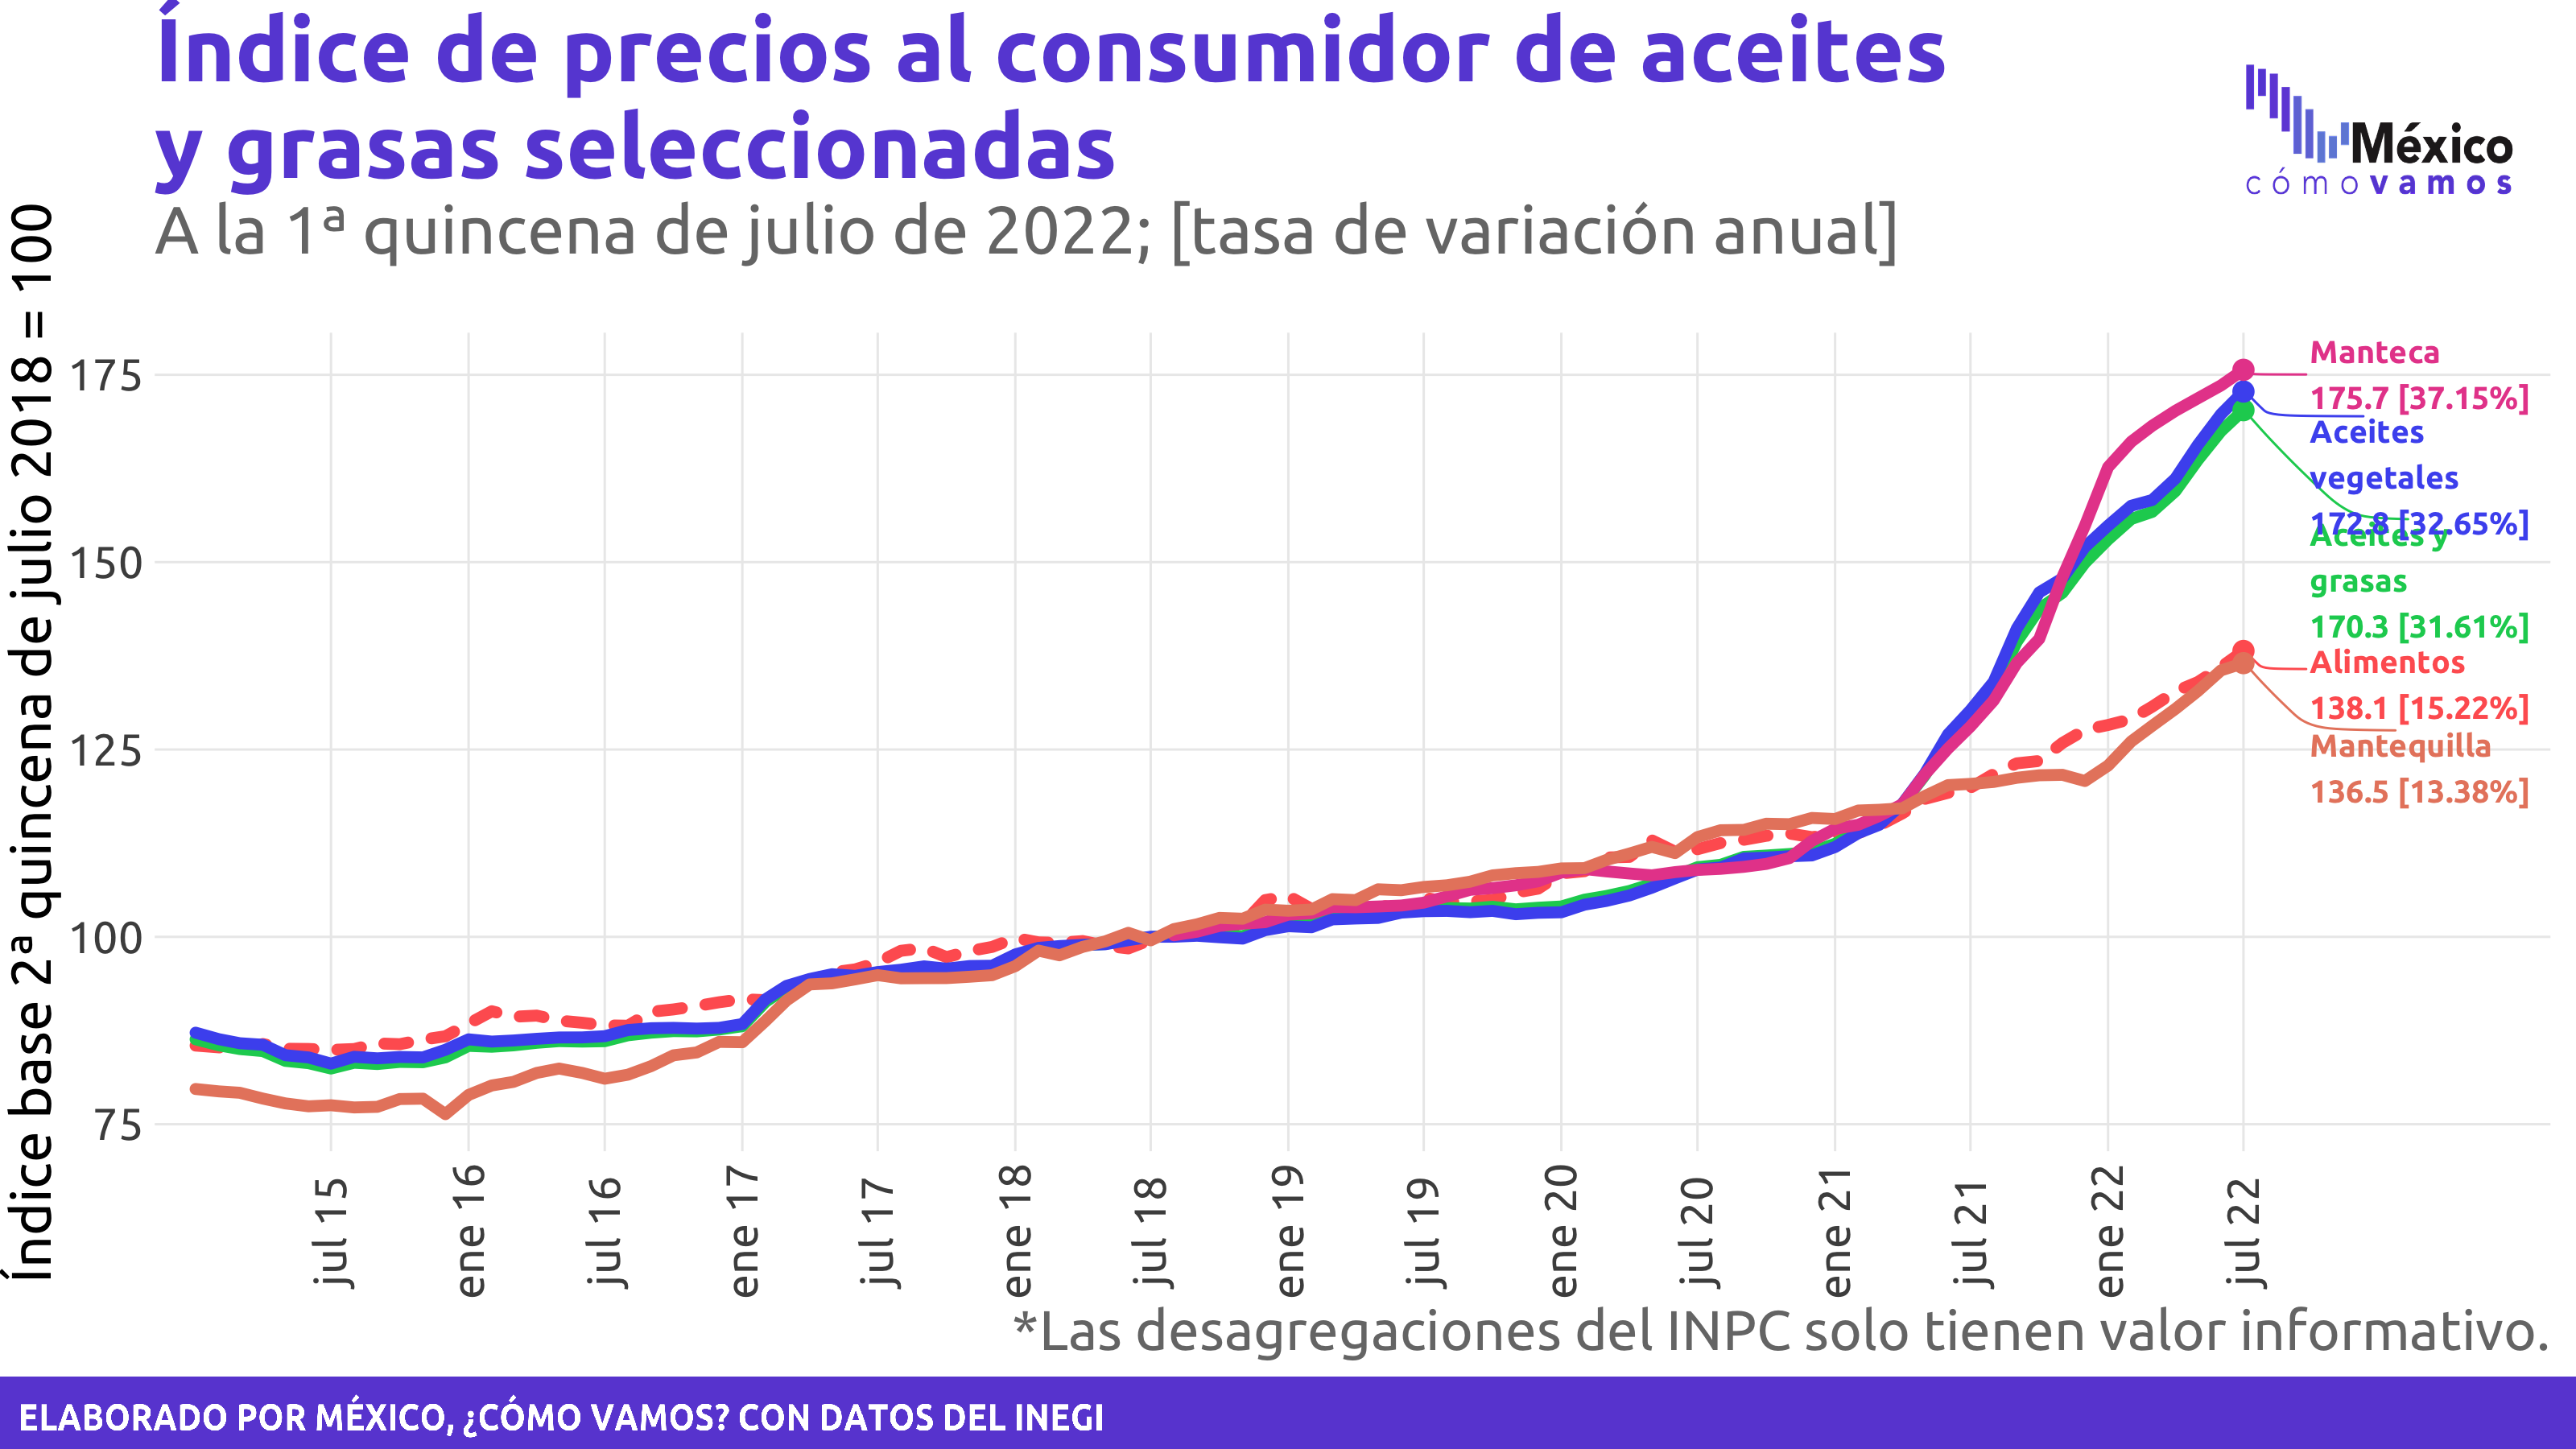 Índice de precios al consumidor de aceites
y grasas seleccionadas
A la 1ª quincena de julio de 2022; [tasa de variación anual]
México
cómo vamos
Índice base 2ª quincena de julio 2018 = 100
175
150
125
100
75
Manteca
175.7 [37.15%]
Aceites
vegetales
172.8 [32.65%]
Aceites y
grasas
170.3 [31.61%]
Alimentos
138.1 [15.22%]
Mantequilla
136.5 [13.38%]
jul 15
ene 16
jul 16
ene 17
jul 17
ene 18
jul 18
ene 19
jul 19
ene 20
jul 20
ene 21
jul 21
ene 22
jul 22
*Las desagregaciones del INPC solo tienen valor informativo.
ELABORADO POR MÉXICO, ¿CÓMO VAMOS? CON DATOS DEL INEGI